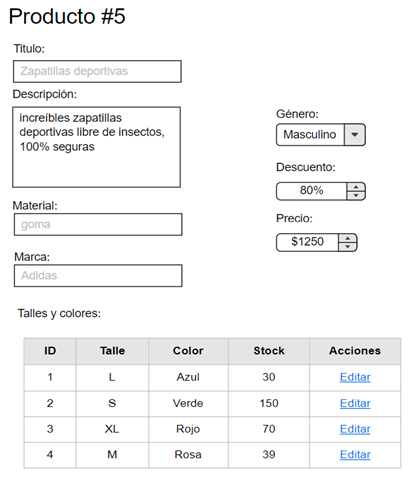 Producto #5
Titulo:
Zapatillas deportivas
Descripción:
increíbles zapatillas
deportivas libre de insectos,
100% seguras
Género:
Masculino
Descuento:
80%
Material:
goma
Precio:
$1250
Marca:
Adidas
Talles y colores:
ID Talle Color Stock Acciones
1 L Azul 30 Editar
2 S Verde 150 Editar
3 XL Rojo 70 Editar
4 M Rosa 39 Editar